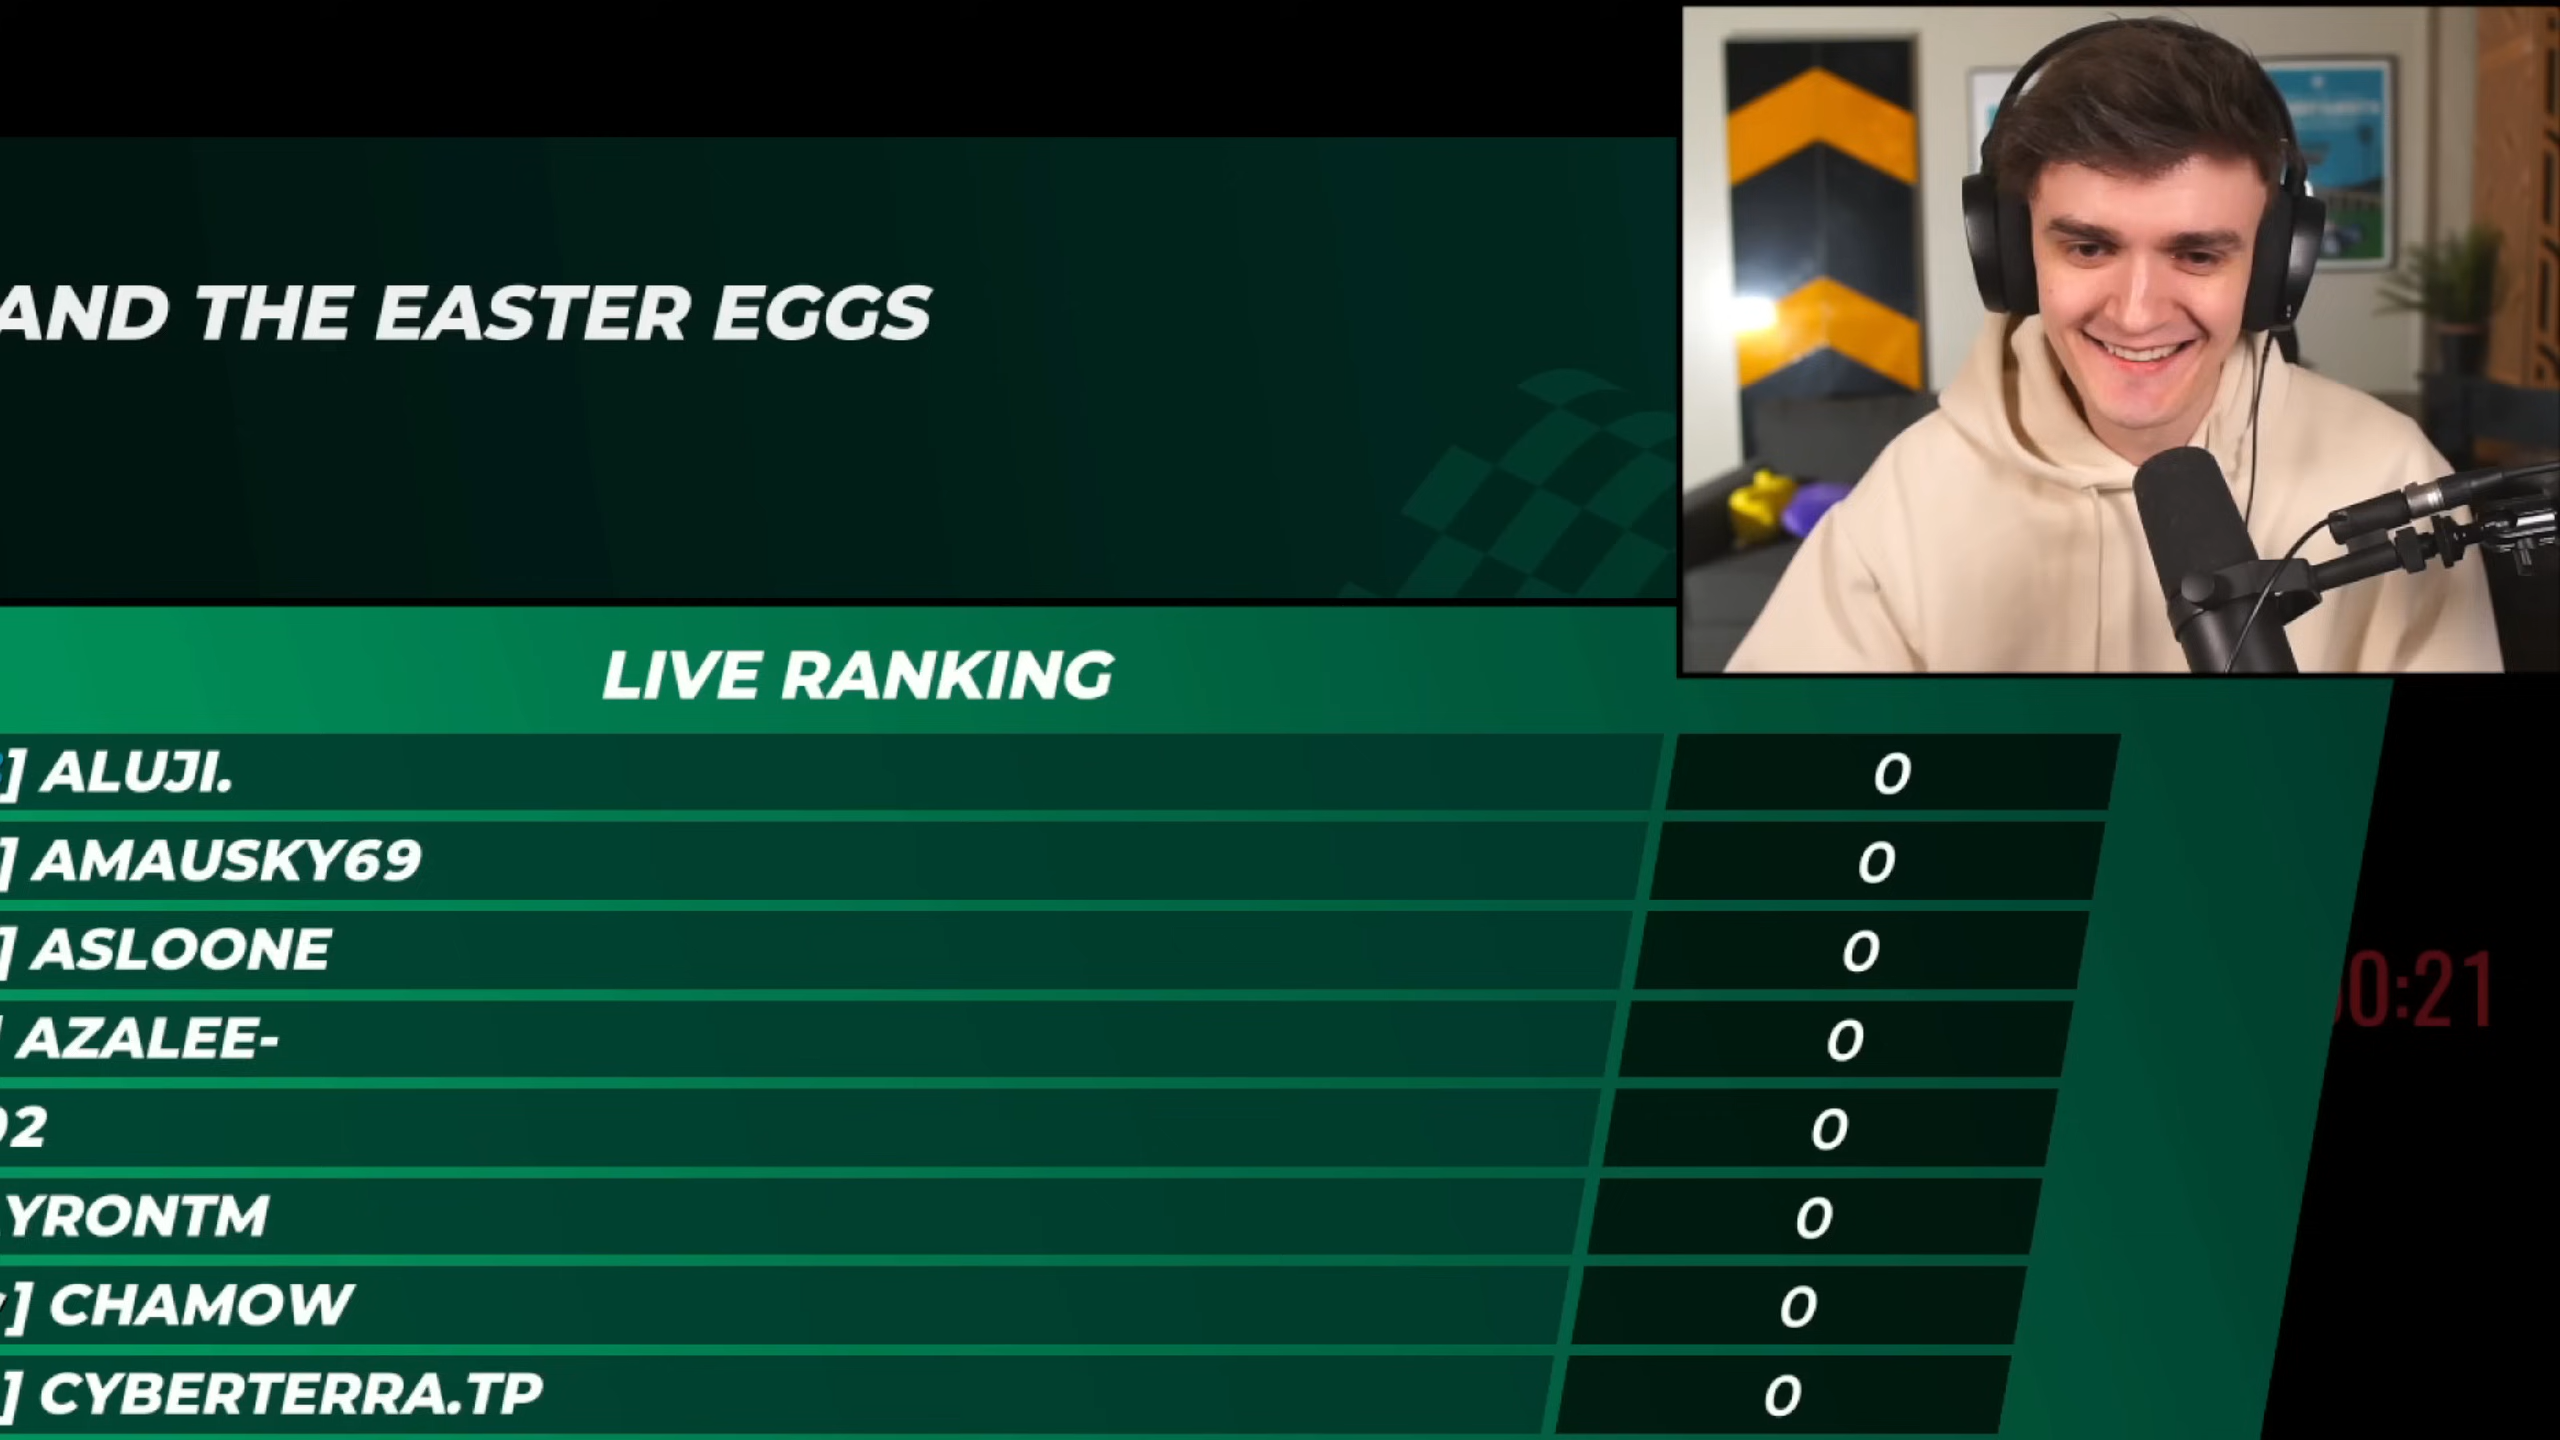 AND THE EASTER EGGS
LIVE RANKING
] ALUJI. 0
] AMAUSKY69 0
] ASLOONE 0
] AZALEE- 0
02 0
YRONTM 0
] CHAMOW 0
] CYBERTERRA.TP 0
0:21